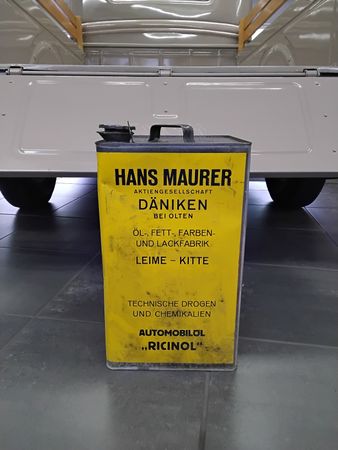 HANS MAURER
AKTIENGESELLSCHAFT
DÄNIKEN
BEI OLTEN
ÖL-, FETT-, FARBEN-
UND LACKFABRIK
LEIME – KITTE
TECHNISCHE DROGEN
UND CHEMIKALIEN
AUTOMOBILÖL
„RICINOL“